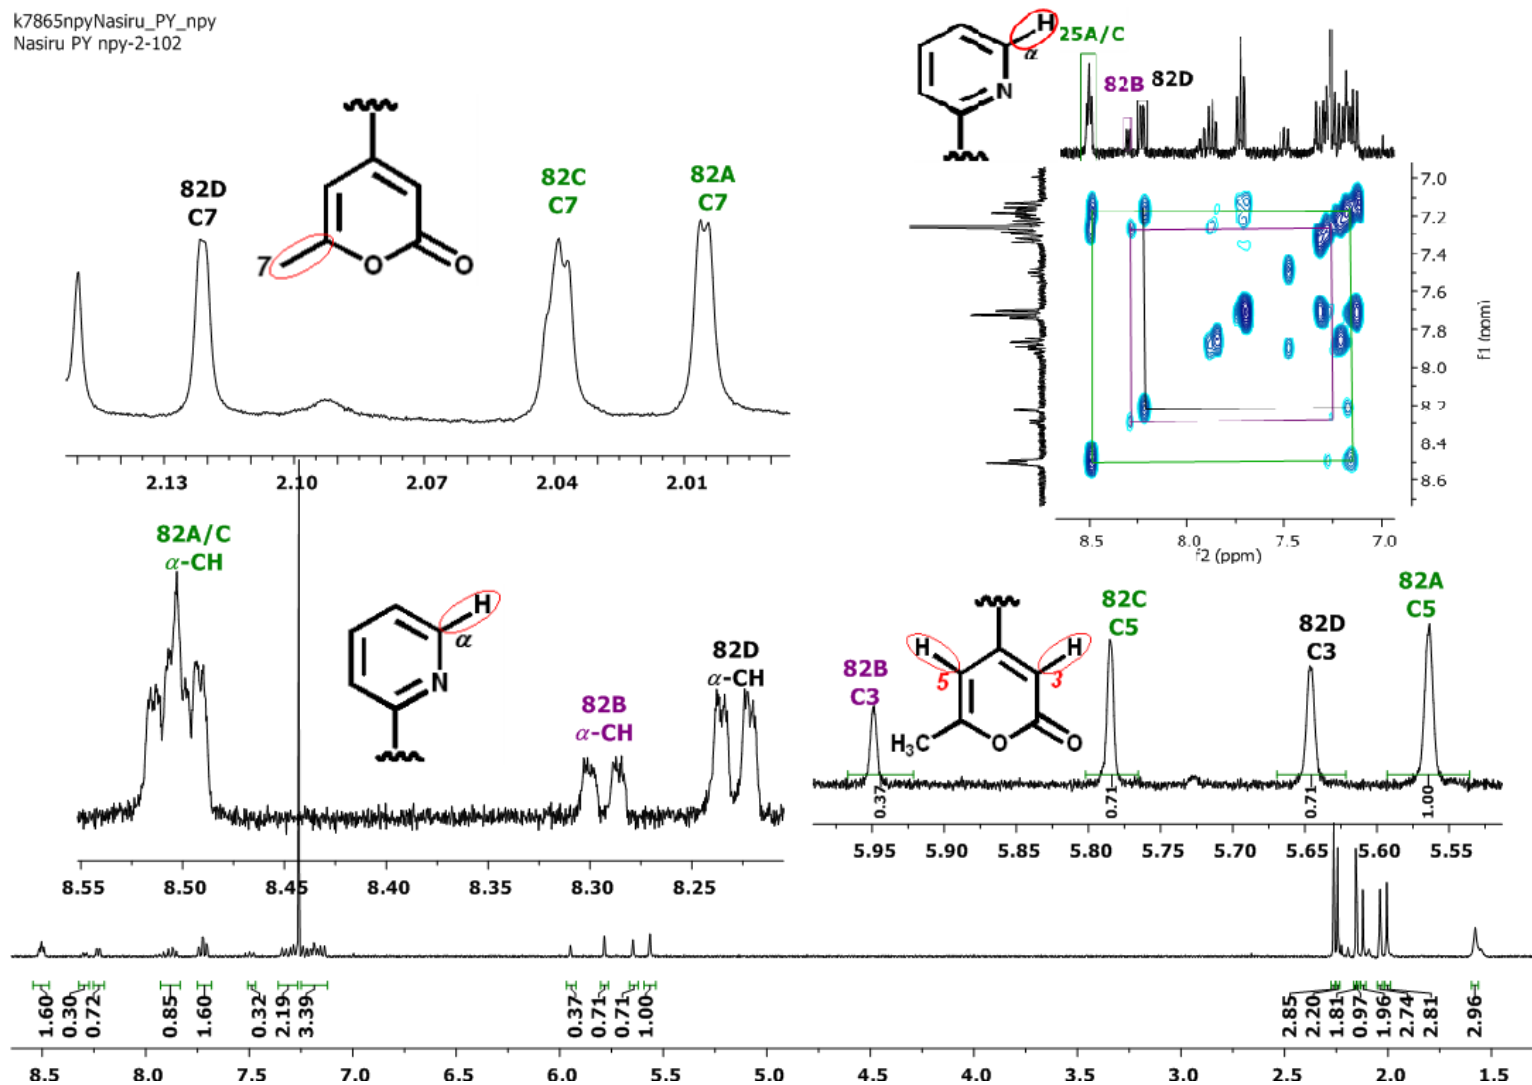 k7865npyNasiru_PY_npy
Nasiru PY npy-2-102
H
α
N
25A/C
82B
82D
82D
C7
82C
C7
82A
C7
7
O
O
2.13 2.10 2.07 2.04 2.01
7.0
7.2
7.4
7.6
7.8
8.0
8.2
8.4
8.6
f1 (ppm)
8.5 8.0 7.5 7.0
f2 (ppm)
82A/C
α-CH
H
α
N
82B
α-CH
82D
α-CH
8.55 8.50 8.45 8.40 8.35 8.30 8.25
82B
C3
H
H
5
3
H3C
O
O
82C
C5
82D
C3
82A
C5
0.37 0.71 0.71 1.00
5.95 5.90 5.85 5.80 5.75 5.70 5.65 5.60 5.55
1.60 0.30 0.72 0.85 1.60 0.32 2.19 3.39 0.37 0.71 0.71 1.00 2.85 2.20 1.81 0.97 1.96 2.74 2.81 2.96
8.5 8.0 7.5 7.0 6.5 6.0 5.5 5.0 4.5 4.0 3.5 3.0 2.5 2.0 1.5